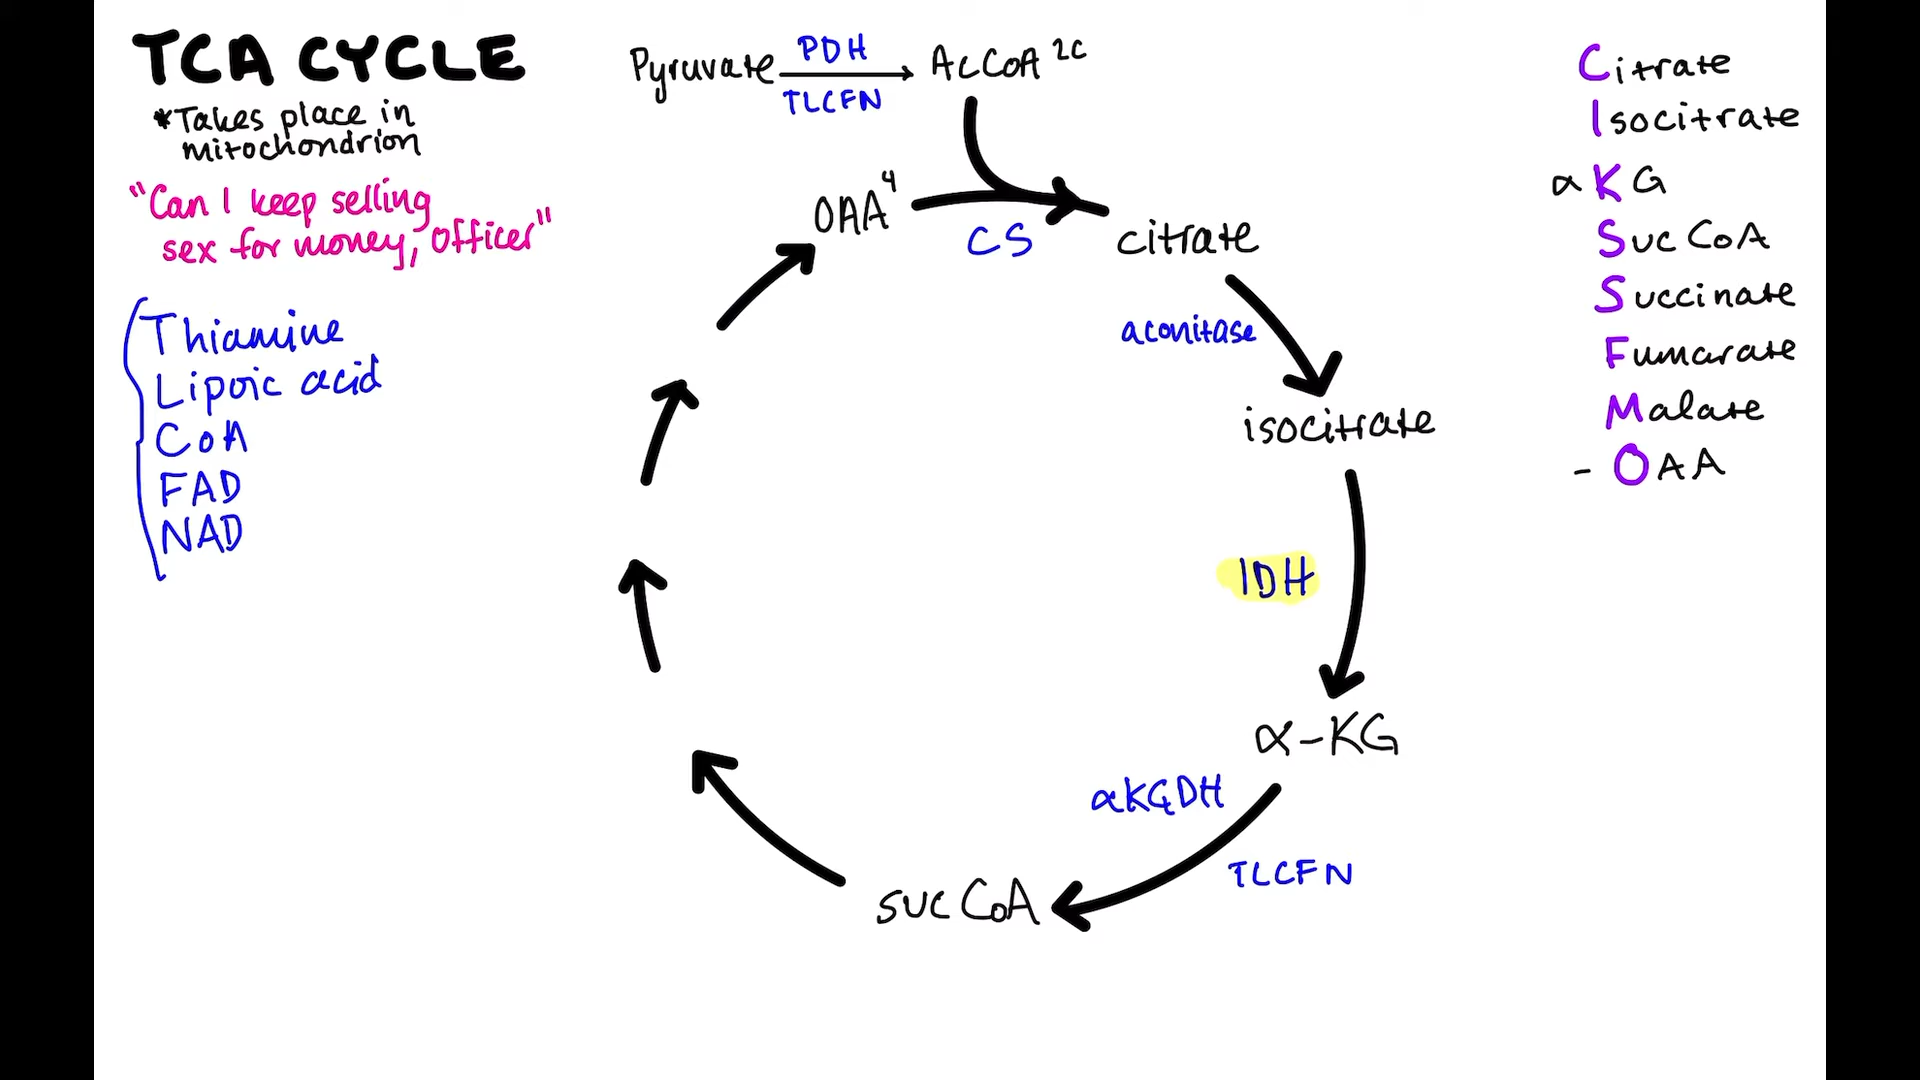 TCA CYCLE
*Takes place in
mitochondrion
"Can I keep selling
sex for money, officer"
Thiamine
Lipoic acid
CoA
FAD
NAD
Pyruvate PDH AcCoA 2C
TLCFN
OAA 4
CS
citrate
aconitase
isocitrate
IDH
α-KG
αKGDH
TLCFN
suc CoA
Citrate
Isocitrate
αKG
Suc CoA
Succinate
Fumarate
Malate
- OAA